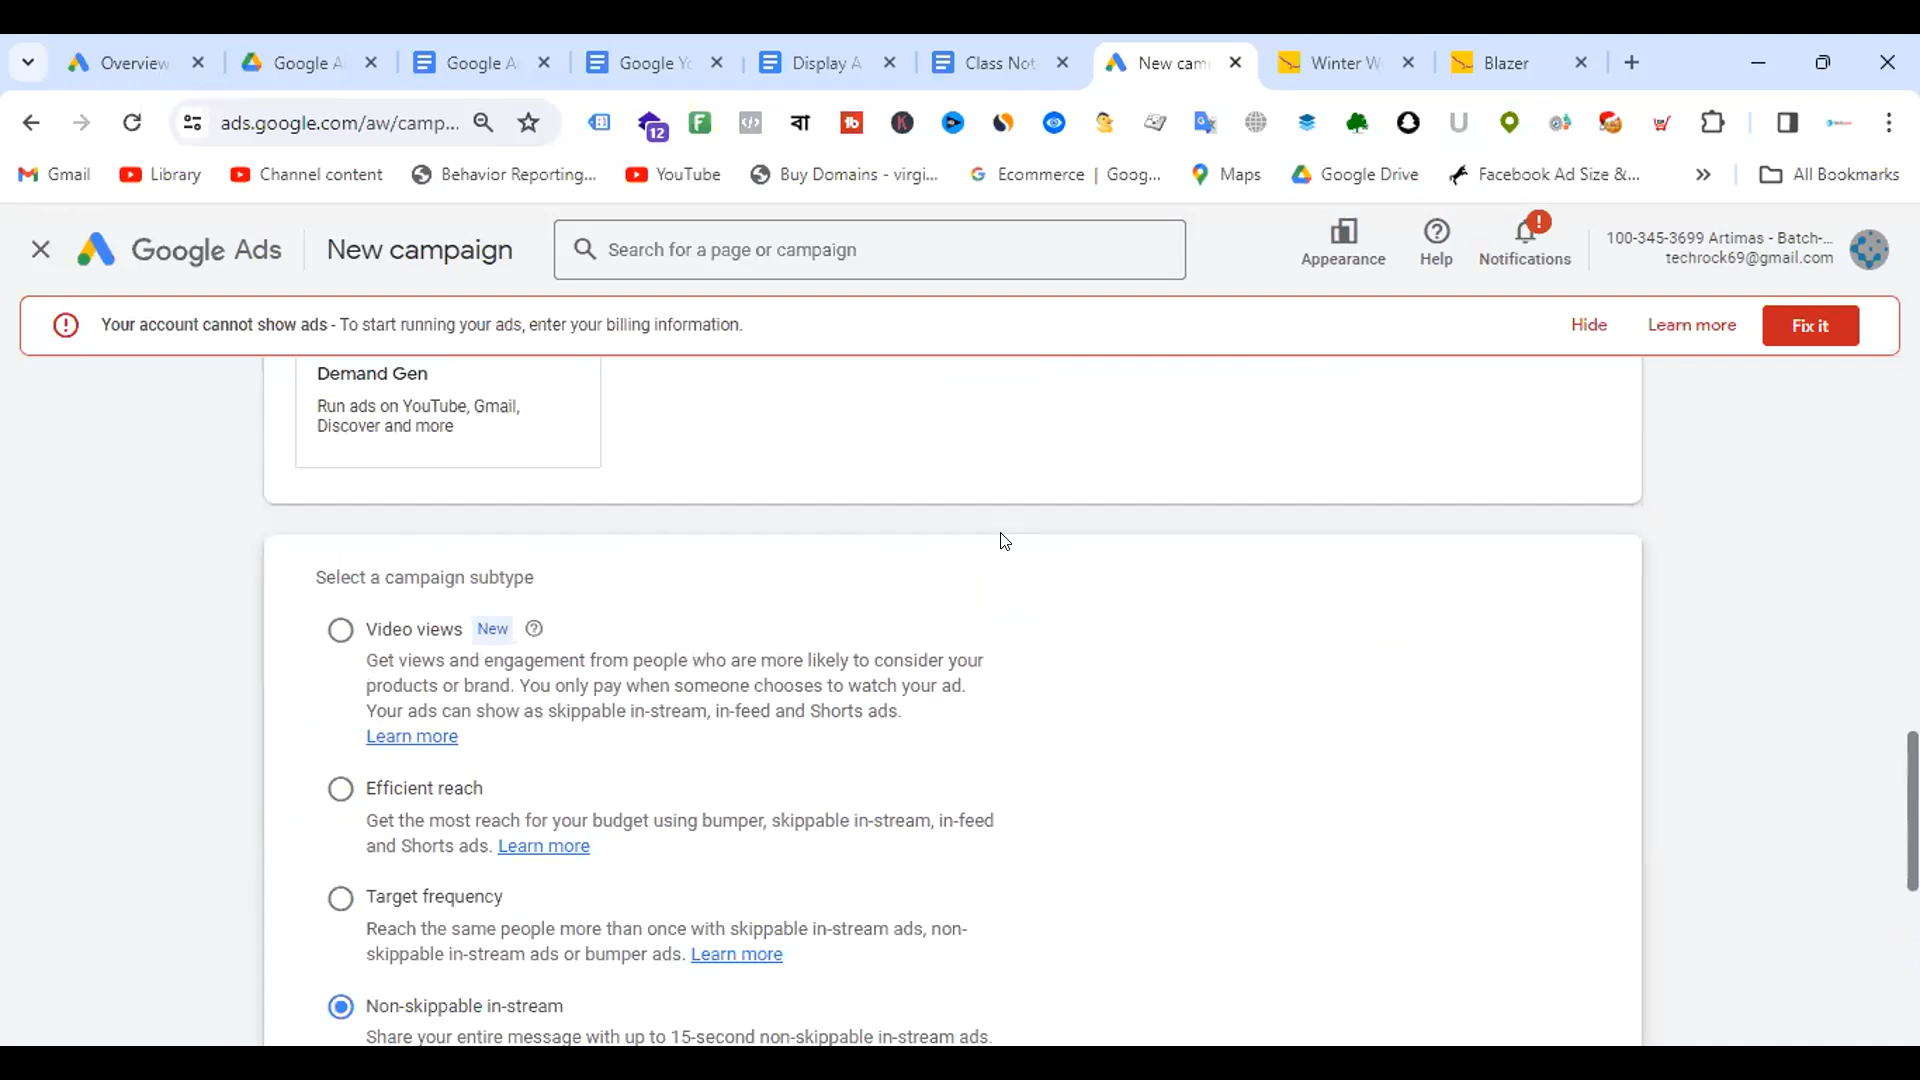 Overview
Google A
Google A
Google Yo
Display A
Class Not
New cam
Winter W
Blazer
ads.google.com/aw/camp...
12
F
বা
Gmail
Library
Channel content
Behavior Reporting...
YouTube
Buy Domains - virgi...
Ecommerce | Goog...
Maps
Google Drive
Facebook Ad Size &...
All Bookmarks
Google Ads
New campaign
Search for a page or campaign
Appearance
Help
Notifications
100-345-3699 Artimas - Batch-...
techrock69@gmail.com
Your account cannot show ads - To start running your ads, enter your billing information.
Hide
Learn more
Fix it
Demand Gen
Run ads on YouTube, Gmail,
Discover and more
Select a campaign subtype
Video views New
Get views and engagement from people who are more likely to consider your
products or brand. You only pay when someone chooses to watch your ad.
Your ads can show as skippable in-stream, in-feed and Shorts ads.
Learn more
Efficient reach
Get the most reach for your budget using bumper, skippable in-stream, in-feed
and Shorts ads. Learn more
Target frequency
Reach the same people more than once with skippable in-stream ads, non-
skippable in-stream ads or bumper ads. Learn more
Non-skippable in-stream
Share your entire message with up to 15-second non-skippable in-stream ads.